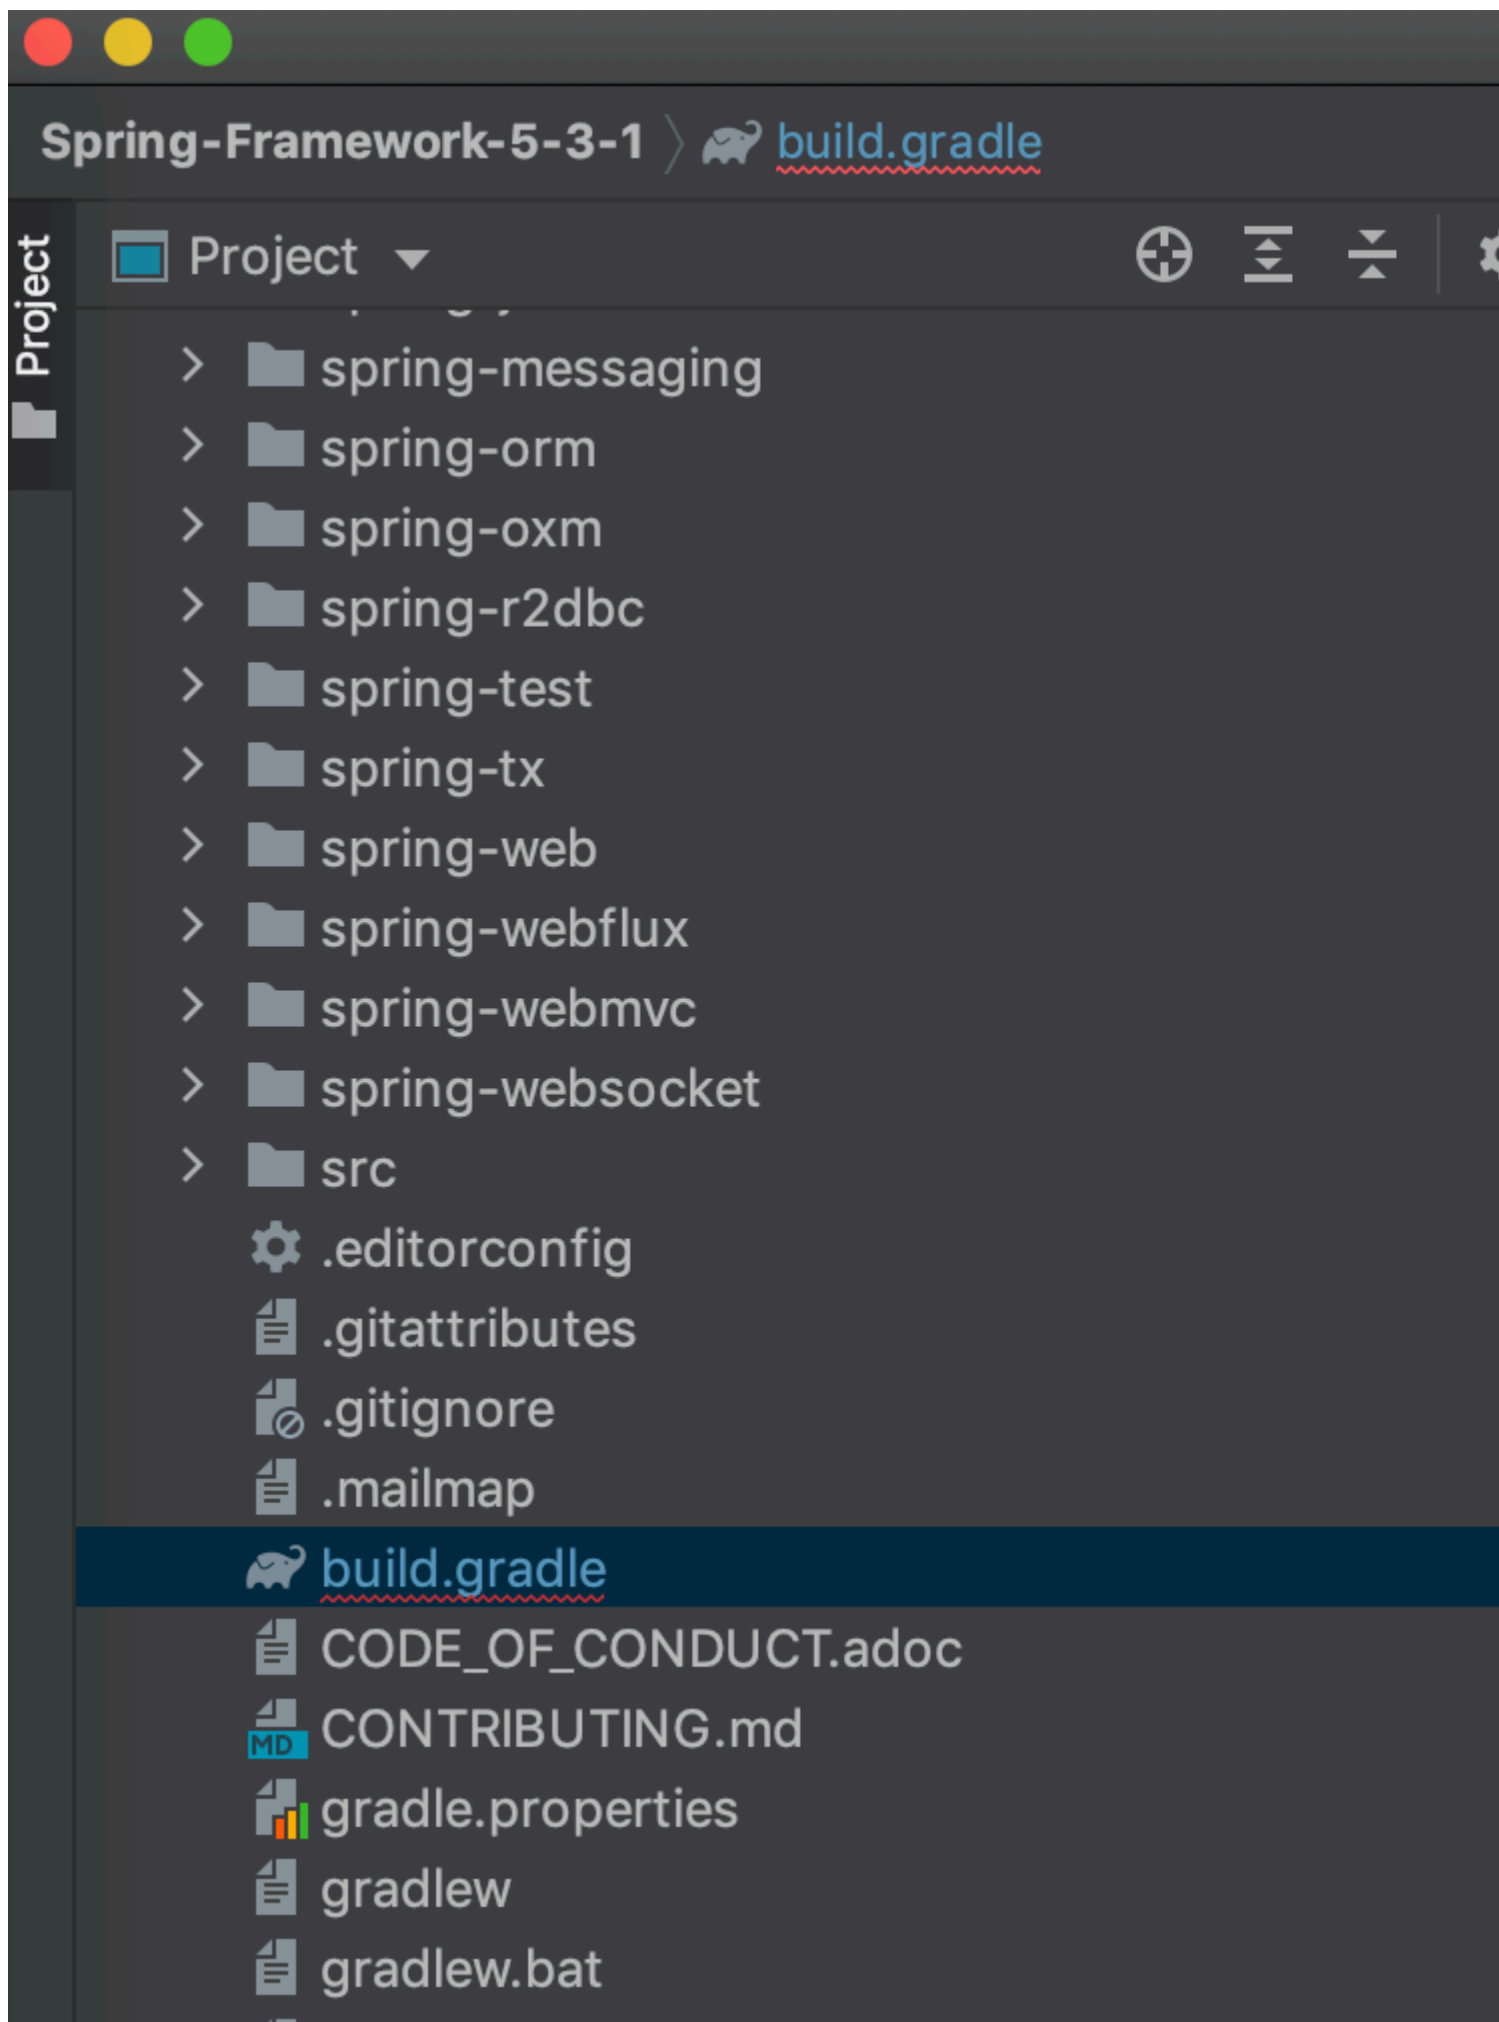 Spring-Framework-5-3-1 build.gradle
Project
Project
spring-messaging
spring-orm
spring-oxm
spring-r2dbc
spring-test
spring-tx
spring-web
spring-webflux
spring-webmvc
spring-websocket
src
.editorconfig
.gitattributes
.gitignore
.mailmap
build.gradle
CODE_OF_CONDUCT.adoc
MD CONTRIBUTING.md
gradle.properties
gradlew
gradlew.bat